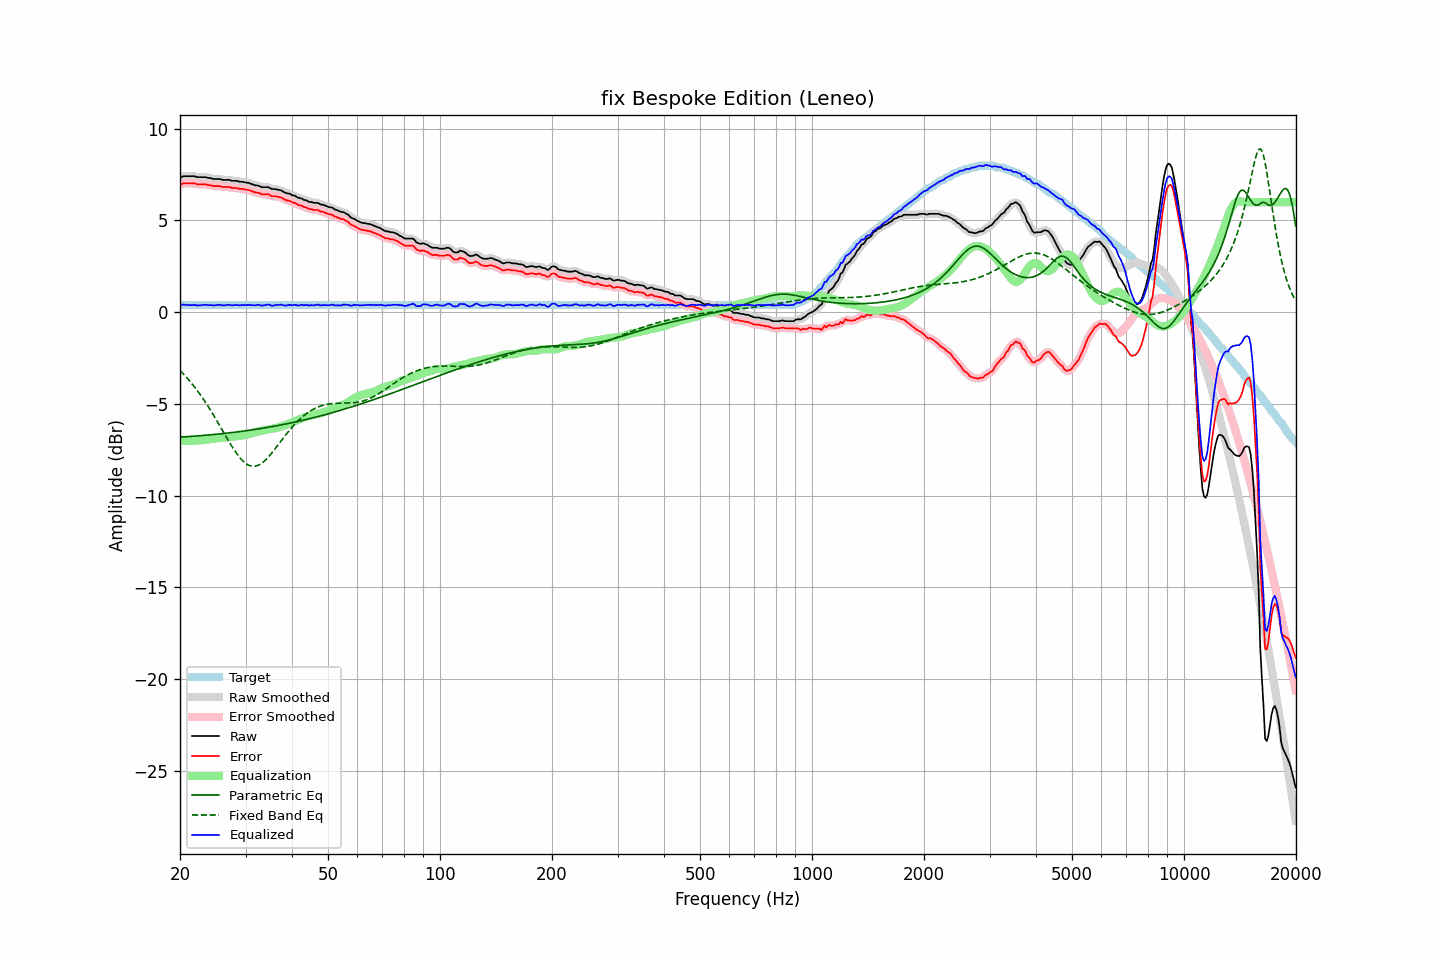 fix Bespoke Edition (Leneo)
10
5
0
−5
−10
−15
−20
−25
Amplitude (dBr)
Target
Raw Smoothed
Error Smoothed
Raw
Error
Equalization
Parametric Eq
Fixed Band Eq
Equalized
20 50 100 200 500 1000 2000 5000 10000 20000
Frequency (Hz)